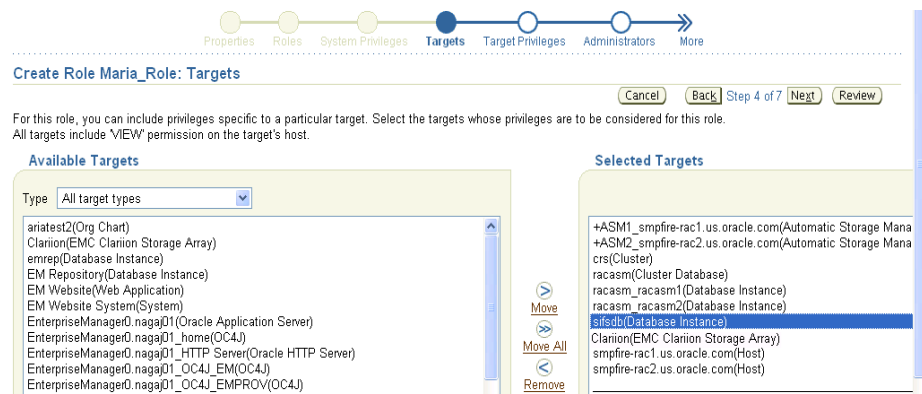 Properties Roles System Privileges Targets Target Privileges Administrators More
Create Role Maria_Role: Targets
Cancel Back Step 4 of 7 Next Review
For this role, you can include privileges specific to a particular target. Select the targets whose privileges are to be considered for this role.
All targets include 'VIEW' permission on the target's host.
Available Targets
Type All target types
ariatest2(Org Chart)
Clariion(EMC Clariion Storage Array)
emrep(Database Instance)
EM Repository(Database Instance)
EM Website(Web Application)
EM Website System(System)
EnterpriseManager0.nagaj01(Oracle Application Server)
EnterpriseManager0.nagaj01_home(OC4J)
EnterpriseManager0.nagaj01_HTTP Server(Oracle HTTP Server)
EnterpriseManager0.nagaj01_OC4J_EM(OC4J)
EnterpriseManager0.nagaj01_OC4J_EMPROV(OC4J)
Move
Move All
Remove
Selected Targets
+ASM1_smpfire-rac1.us.oracle.com(Automatic Storage Mana
+ASM2_smpfire-rac2.us.oracle.com(Automatic Storage Mana
crs(Cluster)
racasm(Cluster Database)
racasm_racasm1(Database Instance)
racasm_racasm2(Database Instance)
sifsdb(Database Instance)
Clariion(EMC Clariion Storage Array)
smpfire-rac1.us.oracle.com(Host)
smpfire-rac2.us.oracle.com(Host)